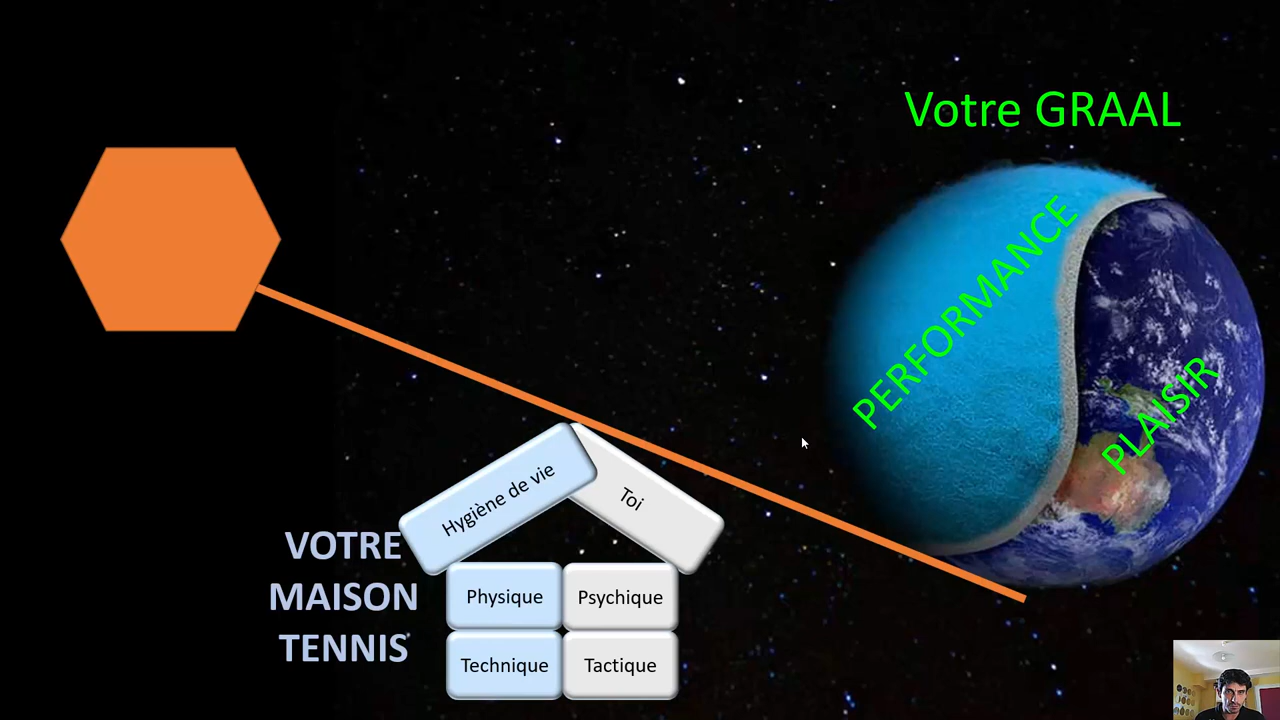 Votre GRAAL
PERFORMANCE
PLAISIR
Hygiène de vie
Toi
VOTRE
MAISON
TENNIS
Physique
Psychique
Technique
Tactique